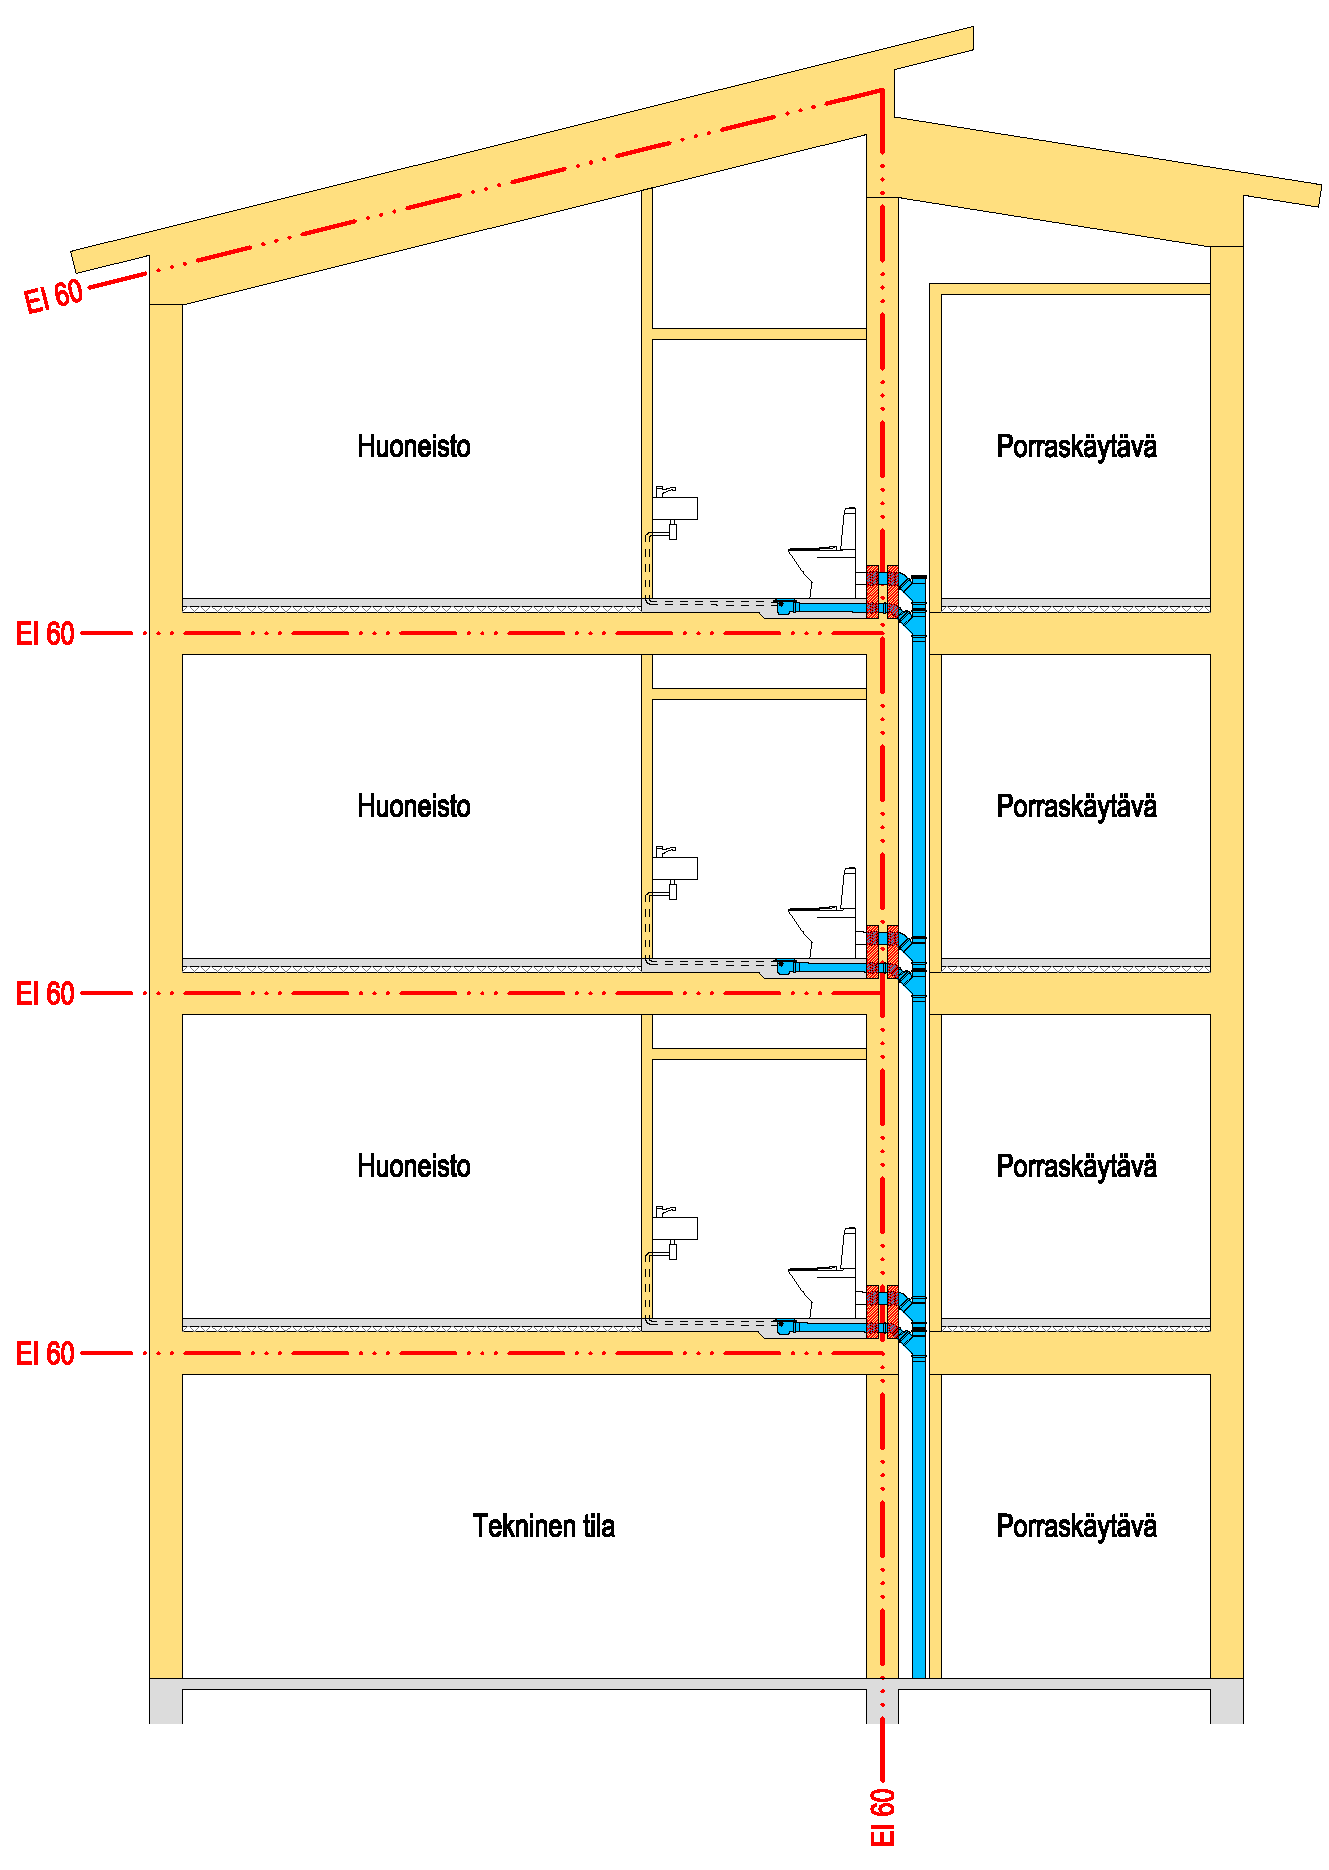 EI 60
Huoneisto
Porraskäytävä
EI 60
Huoneisto
Porraskäytävä
EI 60
Huoneisto
Porraskäytävä
EI 60
Tekninen tila
Porraskäytävä
EI 60